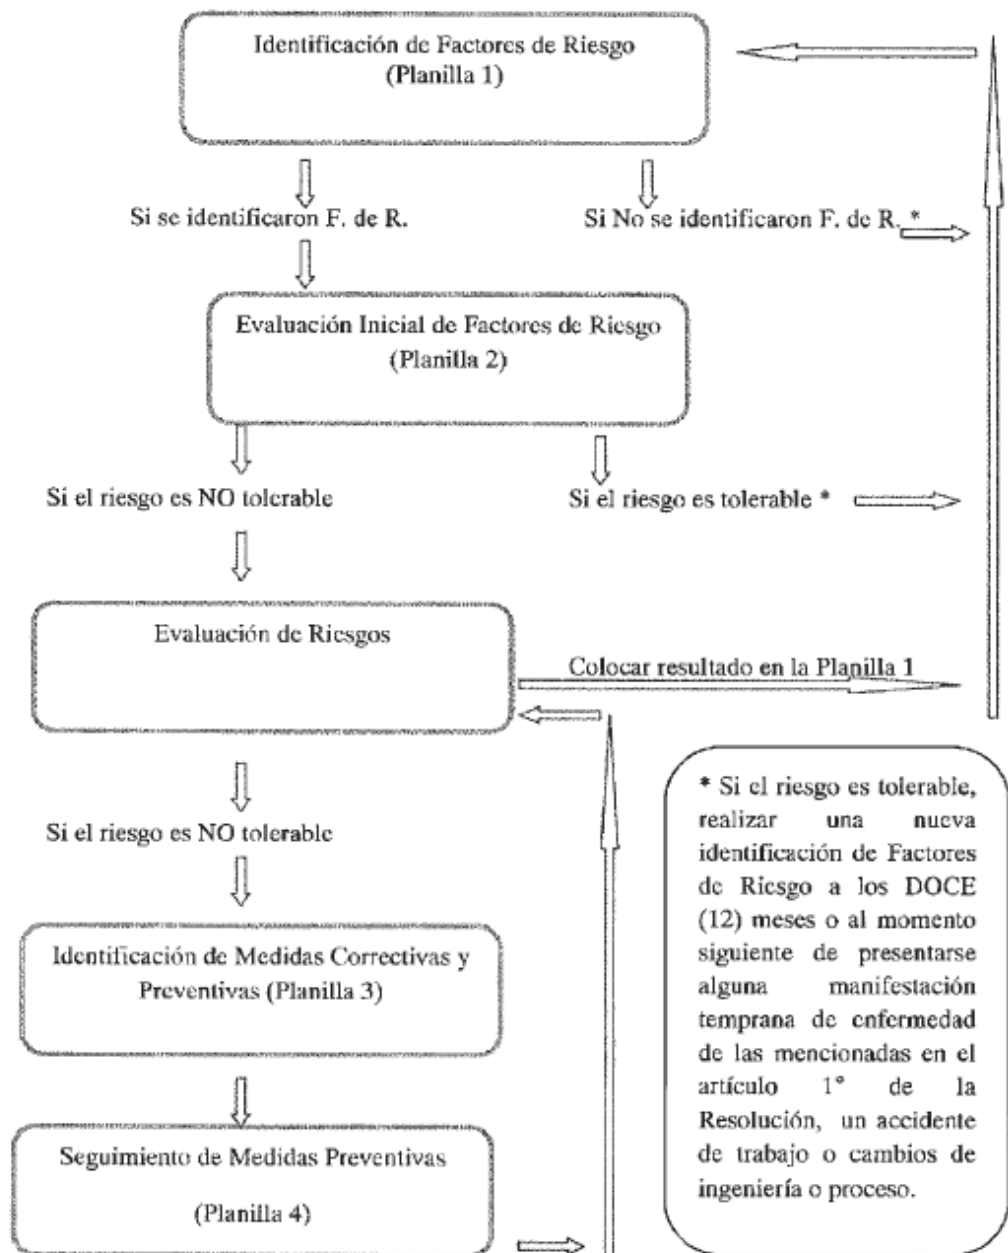 Identificación de Factores de Riesgo
(Planilla 1)
Si se identificaron F. de R.
Si No se identificaron F. de R. *
Evaluación Inicial de Factores de Riesgo
(Planilla 2)
Si el riesgo es NO tolerable
Si el riesgo es tolerable *
Evaluación de Riesgos
Colocar resultado en la Planilla 1
Si el riesgo es NO tolerable
Identificación de Medidas Correctivas y
Preventivas (Planilla 3)
Seguimiento de Medidas Preventivas
(Planilla 4)
* Si el riesgo es tolerable,
realizar una nueva
identificación de Factores
de Riesgo a los DOCE
(12) meses o al momento
siguiente de presentarse
alguna manifestación
temprana de enfermedad
de las mencionadas en el
artículo 1° de la
Resolución, un accidente
de trabajo o cambios de
ingeniería o proceso.